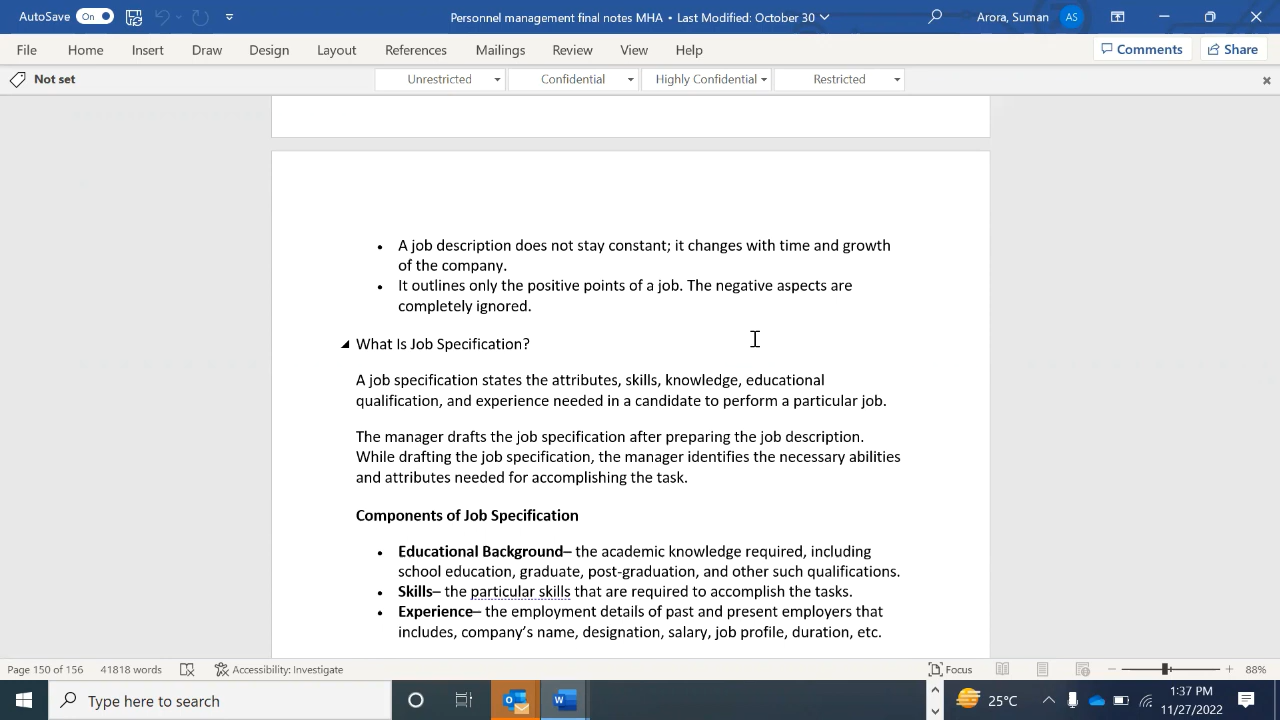 AutoSave On Personnel management final notes MHA • Last Modified: October 30 Arora, Suman AS
File Home Insert Draw Design Layout References Mailings Review View Help Comments Share
Not set Unrestricted Confidential Highly Confidential Restricted
• A job description does not stay constant; it changes with time and growth
of the company.
• It outlines only the positive points of a job. The negative aspects are
completely ignored.
What Is Job Specification?
A job specification states the attributes, skills, knowledge, educational
qualification, and experience needed in a candidate to perform a particular job.
The manager drafts the job specification after preparing the job description.
While drafting the job specification, the manager identifies the necessary abilities
and attributes needed for accomplishing the task.
Components of Job Specification
• Educational Background– the academic knowledge required, including
school education, graduate, post-graduation, and other such qualifications.
• Skills– the particular skills that are required to accomplish the tasks.
• Experience– the employment details of past and present employers that
includes, company's name, designation, salary, job profile, duration, etc.
Page 150 of 156 41818 words Accessibility: Investigate Focus 88%
Type here to search 25°C 1:37 PM
11/27/2022